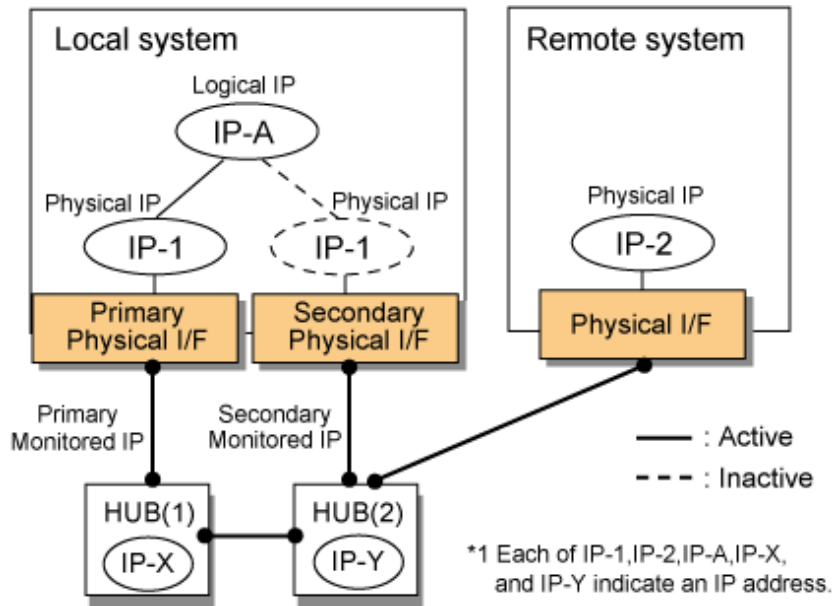 Local system
Logical IP
IP-A
Physical IP
IP-1
Physical IP
IP-1
Primary
Physical I/F
Secondary
Physical I/F
Remote system
Physical IP
IP-2
Physical I/F
Primary
Monitored IP
Secondary
Monitored IP
HUB(1)
IP-X
HUB(2)
IP-Y
: Active
: Inactive
*1 Each of IP-1,IP-2,IP-A,IP-X,
and IP-Y indicate an IP address.